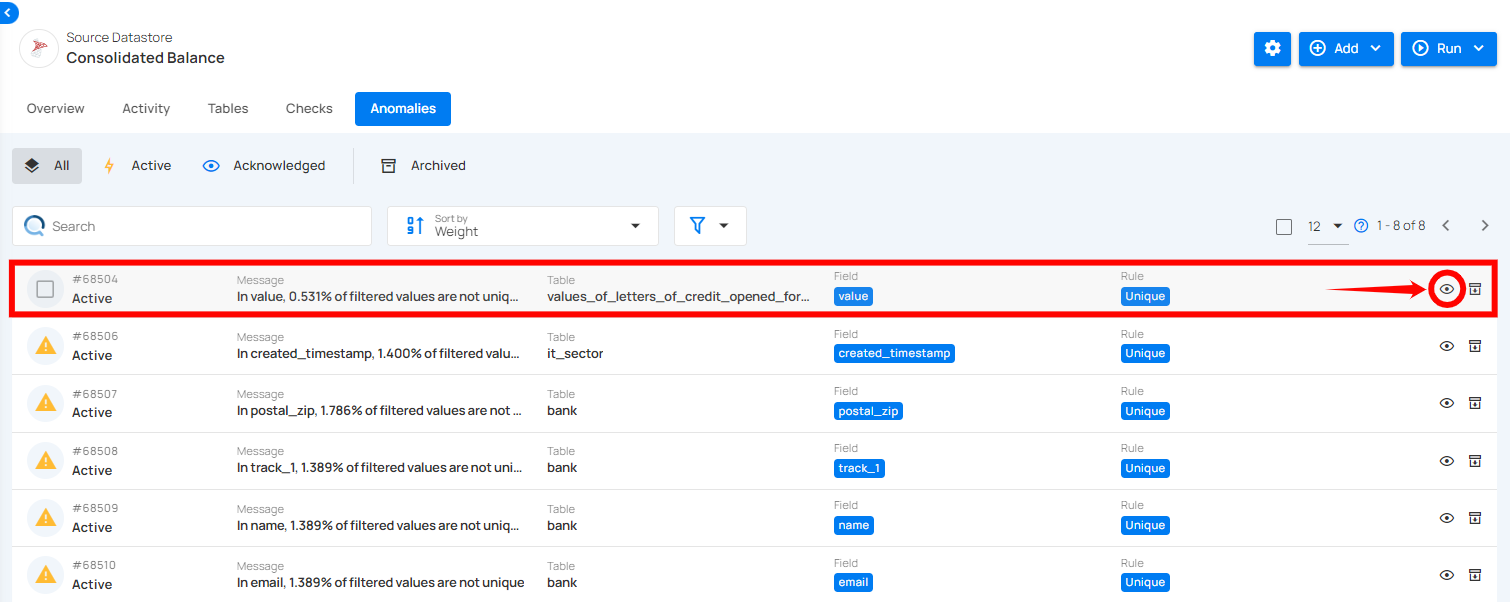 Source Datastore
Consolidated Balance
Add
Run
Overview Activity Tables Checks Anomalies
All Active Acknowledged Archived
Search
Sort by
Weight
12 1 - 8 of 8
#68504 Message Table Field Rule
Active In value, 0.531% of filtered values are not uniq... values_of_letters_of_credit_opened_for... value Unique
#68506 Message Table Field Rule
Active In created_timestamp, 1.400% of filtered valu... it_sector created_timestamp Unique
#68507 Message Table Field Rule
Active In postal_zip, 1.786% of filtered values are not ... bank postal_zip Unique
#68508 Message Table Field Rule
Active In track_1, 1.389% of filtered values are not uni... bank track_1 Unique
#68509 Message Table Field Rule
Active In name, 1.389% of filtered values are not uniq... bank name Unique
#68510 Message Table Field Rule
Active In email, 1.389% of filtered values are not unique bank email Unique